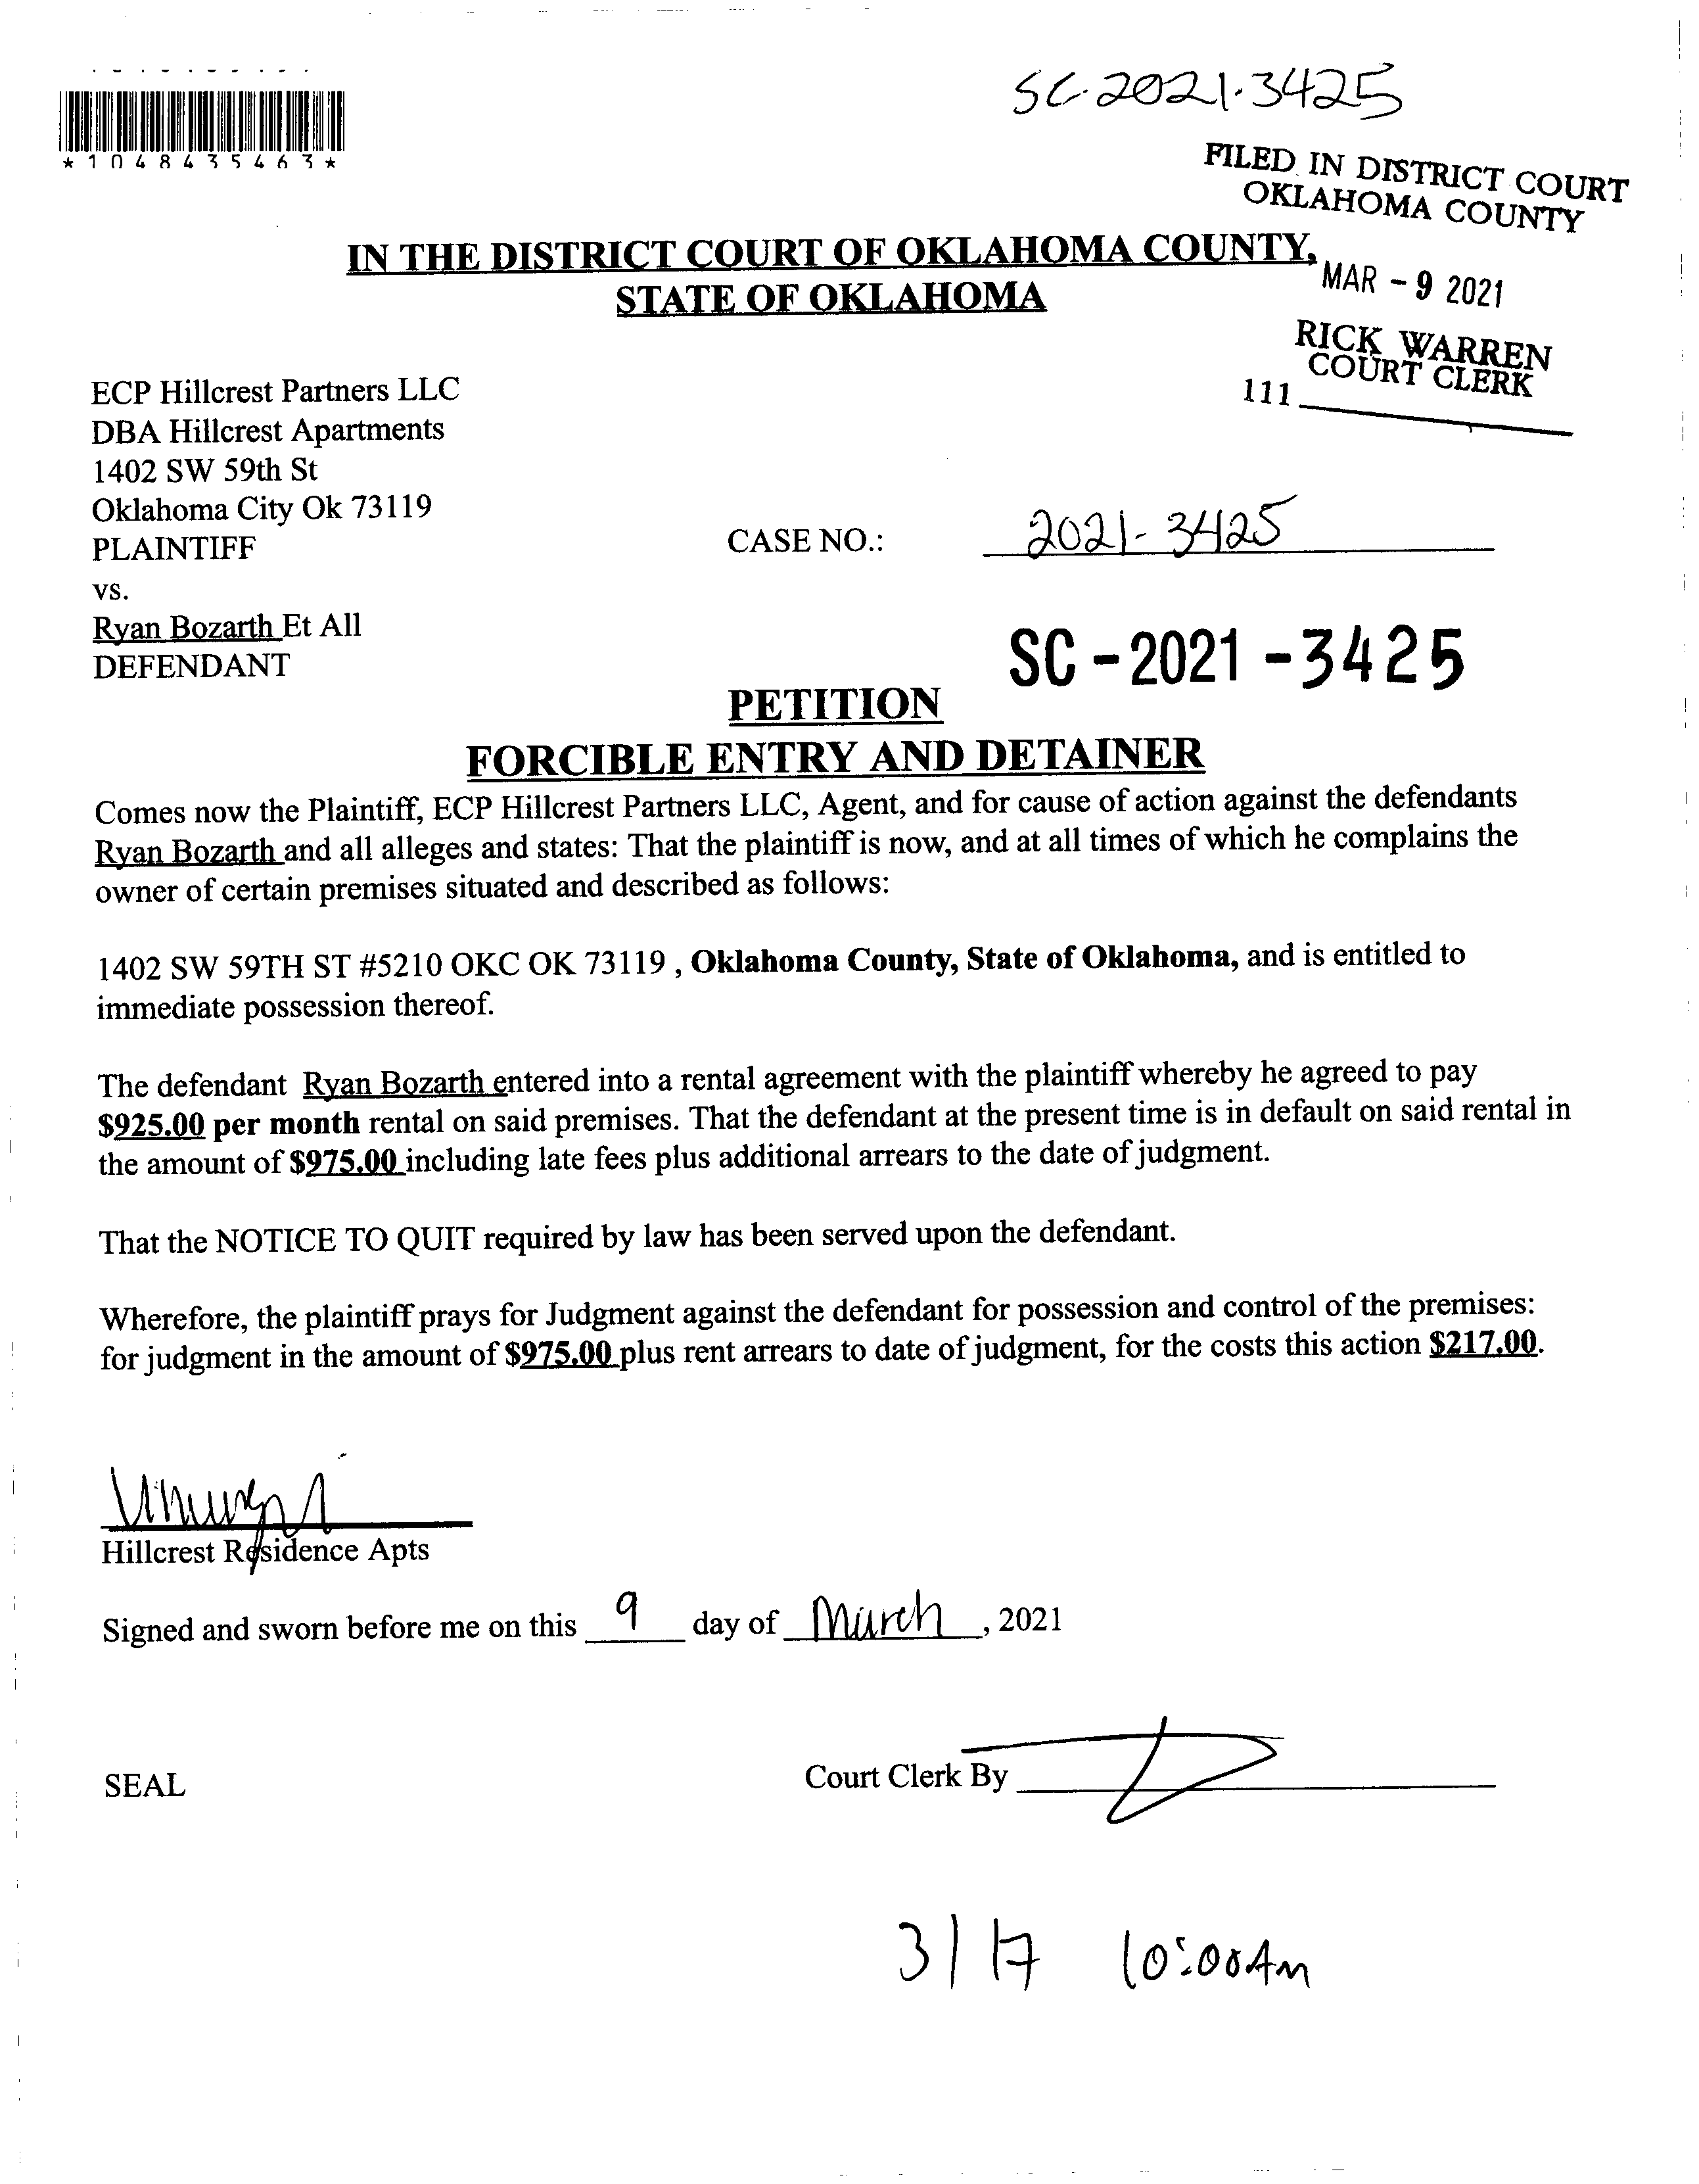 SC-2021-3425
*1048435463*
FILED IN DISTRICT COURT
OKLAHOMA COUNTY
MAR - 9 2021
RICK WARREN
COURT CLERK
111
IN THE DISTRICT COURT OF OKLAHOMA COUNTY,
STATE OF OKLAHOMA
ECP Hillcrest Partners LLC
DBA Hillcrest Apartments
1402 SW 59th St
Oklahoma City Ok 73119
PLAINTIFF
CASE NO.: 2021-3425
vs.
Ryan Bozarth Et All
DEFENDANT
SC-2021-3425
PETITION
FORCIBLE ENTRY AND DETAINER
Comes now the Plaintiff, ECP Hillcrest Partners LLC, Agent, and for cause of action against the defendants
Ryan Bozarth and all alleges and states: That the plaintiff is now, and at all times of which he complains the
owner of certain premises situated and described as follows:
1402 SW 59TH ST #5210 OKC OK 73119 , Oklahoma County, State of Oklahoma, and is entitled to
immediate possession thereof.
The defendant Ryan Bozarth entered into a rental agreement with the plaintiff whereby he agreed to pay
$925.00 per month rental on said premises. That the defendant at the present time is in default on said rental in
the amount of $975.00 including late fees plus additional arrears to the date of judgment.
That the NOTICE TO QUIT required by law has been served upon the defendant.
Wherefore, the plaintiff prays for Judgment against the defendant for possession and control of the premises:
for judgment in the amount of $975.00 plus rent arrears to date of judgment, for the costs this action $217.00.
Hillcrest Residence Apts
Signed and sworn before me on this 9 day of March, 2021
SEAL
Court Clerk By
3/17 10:00Am